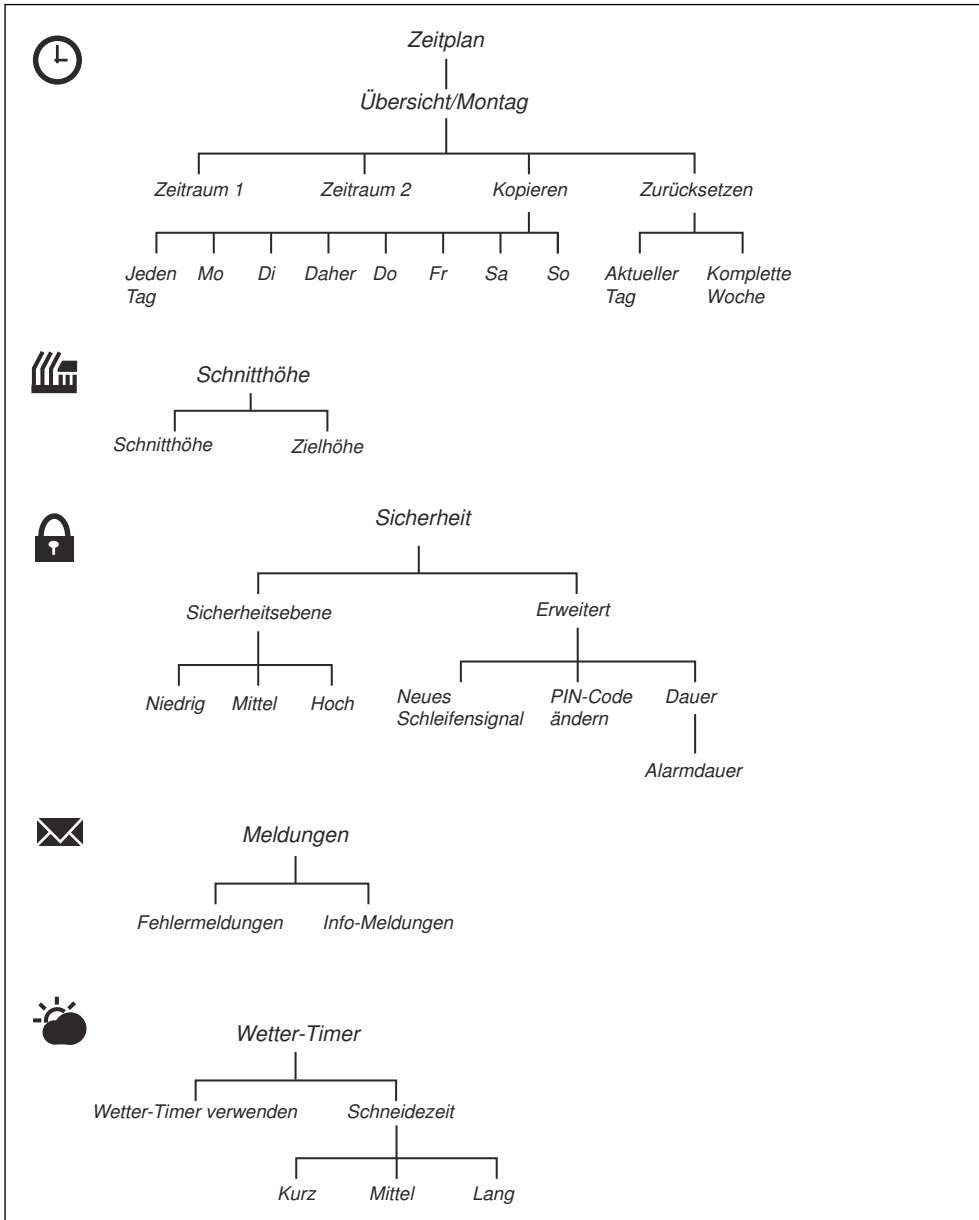 Zeitplan
Übersicht/Montag
Zeitraum 1 Zeitraum 2 Kopieren Zurücksetzen
Jeden Tag Mo Di Daher Do Fr Sa So Aktueller Tag Komplette Woche
Schnitthöhe
Schnitthöhe Zielhöhe
Sicherheit
Sicherheitsebene Erweitert
Niedrig Mittel Hoch Neues Schleifensignal PIN-Code ändern Dauer
Alarmdauer
Meldungen
Fehlermeldungen Info-Meldungen
Wetter-Timer
Wetter-Timer verwenden Schneidezeit
Kurz Mittel Lang